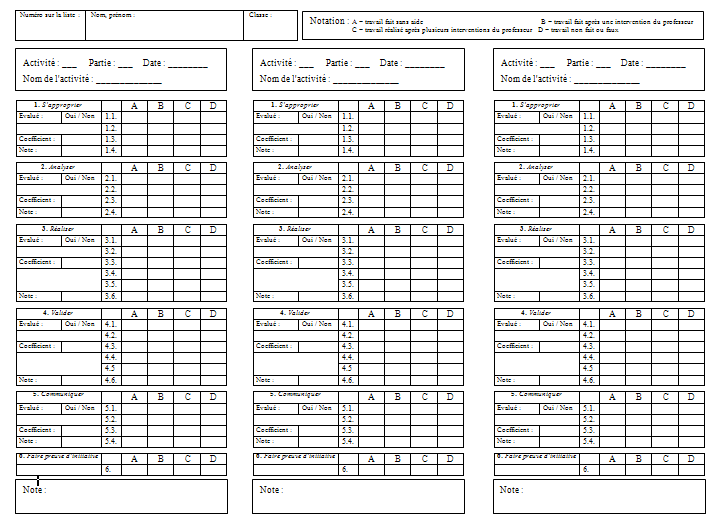 Numéro sur la liste : Nom, prénom : Classe :
Notation : A = travail fait sans aide B = travail fait après une intervention du professeur
C = travail réalisé après plusieurs interventions du professeur D = travail non fait ou faux
Activité : ___ Partie : ___ Date : ________
Nom de l'activité : ______________
1. S'approprier A B C D
Evalué : Oui / Non 1.1.
1.2.
Coefficient : 1.3.
Note : 1.4.
2. Analyser A B C D
Evalué : Oui / Non 2.1.
2.2
Coefficient : 2.3.
Note : 2.4.
3. Réaliser A B C D
Evalué : Oui / Non 3.1.
3.2.
Coefficient : 3.3.
3.4.
3.5.
Note : 3.6.
4. Valider A B C D
Evalué : Oui / Non 4.1.
4.2.
Coefficient : 4.3.
4.4.
4.5
Note : 4.6.
5. Communiquer A B C D
Evalué : Oui / Non 5.1.
5.2.
Coefficient : 5.3.
Note : 5.4.
6. Faire preuve d'initiative A B C D
6.
Note :
Activité : ___ Partie : ___ Date : ________
Nom de l'activité : ______________
1. S'approprier A B C D
Evalué : Oui / Non 1.1.
1.2.
Coefficient : 1.3.
Note : 1.4.
2. Analyser A B C D
Evalué : Oui / Non 2.1.
2.2
Coefficient : 2.3.
Note : 2.4.
3. Réaliser A B C D
Evalué : Oui / Non 3.1.
3.2.
Coefficient : 3.3.
3.4.
3.5.
Note : 3.6.
4. Valider A B C D
Evalué : Oui / Non 4.1.
4.2.
Coefficient : 4.3.
4.4.
4.5
Note : 4.6.
5. Communiquer A B C D
Evalué : Oui / Non 5.1.
5.2.
Coefficient : 5.3.
Note : 5.4.
6. Faire preuve d'initiative A B C D
6.
Note :
Activité : ___ Partie : ___ Date : ________
Nom de l'activité : ______________
1. S'approprier A B C D
Evalué : Oui / Non 1.1.
1.2.
Coefficient : 1.3.
Note : 1.4.
2. Analyser A B C D
Evalué : Oui / Non 2.1.
2.2
Coefficient : 2.3.
Note : 2.4.
3. Réaliser A B C D
Evalué : Oui / Non 3.1.
3.2.
Coefficient : 3.3.
3.4.
3.5.
Note : 3.6.
4. Valider A B C D
Evalué : Oui / Non 4.1.
4.2.
Coefficient : 4.3.
4.4.
4.5
Note : 4.6.
5. Communiquer A B C D
Evalué : Oui / Non 5.1.
5.2.
Coefficient : 5.3.
Note : 5.4.
6. Faire preuve d'initiative A B C D
6.
Note :